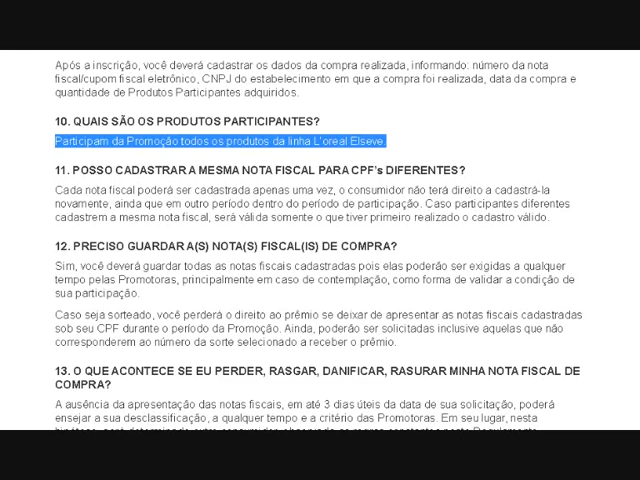 Após a inscrição, você deverá cadastrar os dados da compra realizada, informando: número da nota
fiscal/cupom fiscal eletrônico, CNPJ do estabelecimento em que a compra foi realizada, data da compra e
quantidade de Produtos Participantes adquiridos.
10. QUAIS SÃO OS PRODUTOS PARTICIPANTES?
Participam da Promoção todos os produtos da linha L'oreal Elseve.
11. POSSO CADASTRAR A MESMA NOTA FISCAL PARA CPF's DIFERENTES?
Cada nota fiscal poderá ser cadastrada apenas uma vez, o consumidor não terá direito a cadastrá-la
novamente, ainda que em outro período dentro do período de participação. Caso participantes diferentes
cadastrem a mesma nota fiscal, será válida somente o que tiver primeiro realizado o cadastro válido.
12. PRECISO GUARDAR A(S) NOTA(S) FISCAL(IS) DE COMPRA?
Sim, você deverá guardar todas as notas fiscais cadastradas pois elas poderão ser exigidas a qualquer
tempo pelas Promotoras, principalmente em caso de contemplação, como forma de validar a condição de
sua participação.
Caso seja sorteado, você perderá o direito ao prêmio se deixar de apresentar as notas fiscais cadastradas
sob seu CPF durante o período da Promoção. Ainda, poderão ser solicitadas inclusive aquelas que não
corresponderem ao número da sorte selecionado a receber o prêmio.
13. O QUE ACONTECE SE EU PERDER, RASGAR, DANIFICAR, RASURAR MINHA NOTA FISCAL DE
COMPRA?
A ausência da apresentação das notas fiscais, em até 3 dias úteis da data de sua solicitação, poderá
ensejar a sua desclassificação, a qualquer tempo e a critério das Promotoras. Em seu lugar, nesta